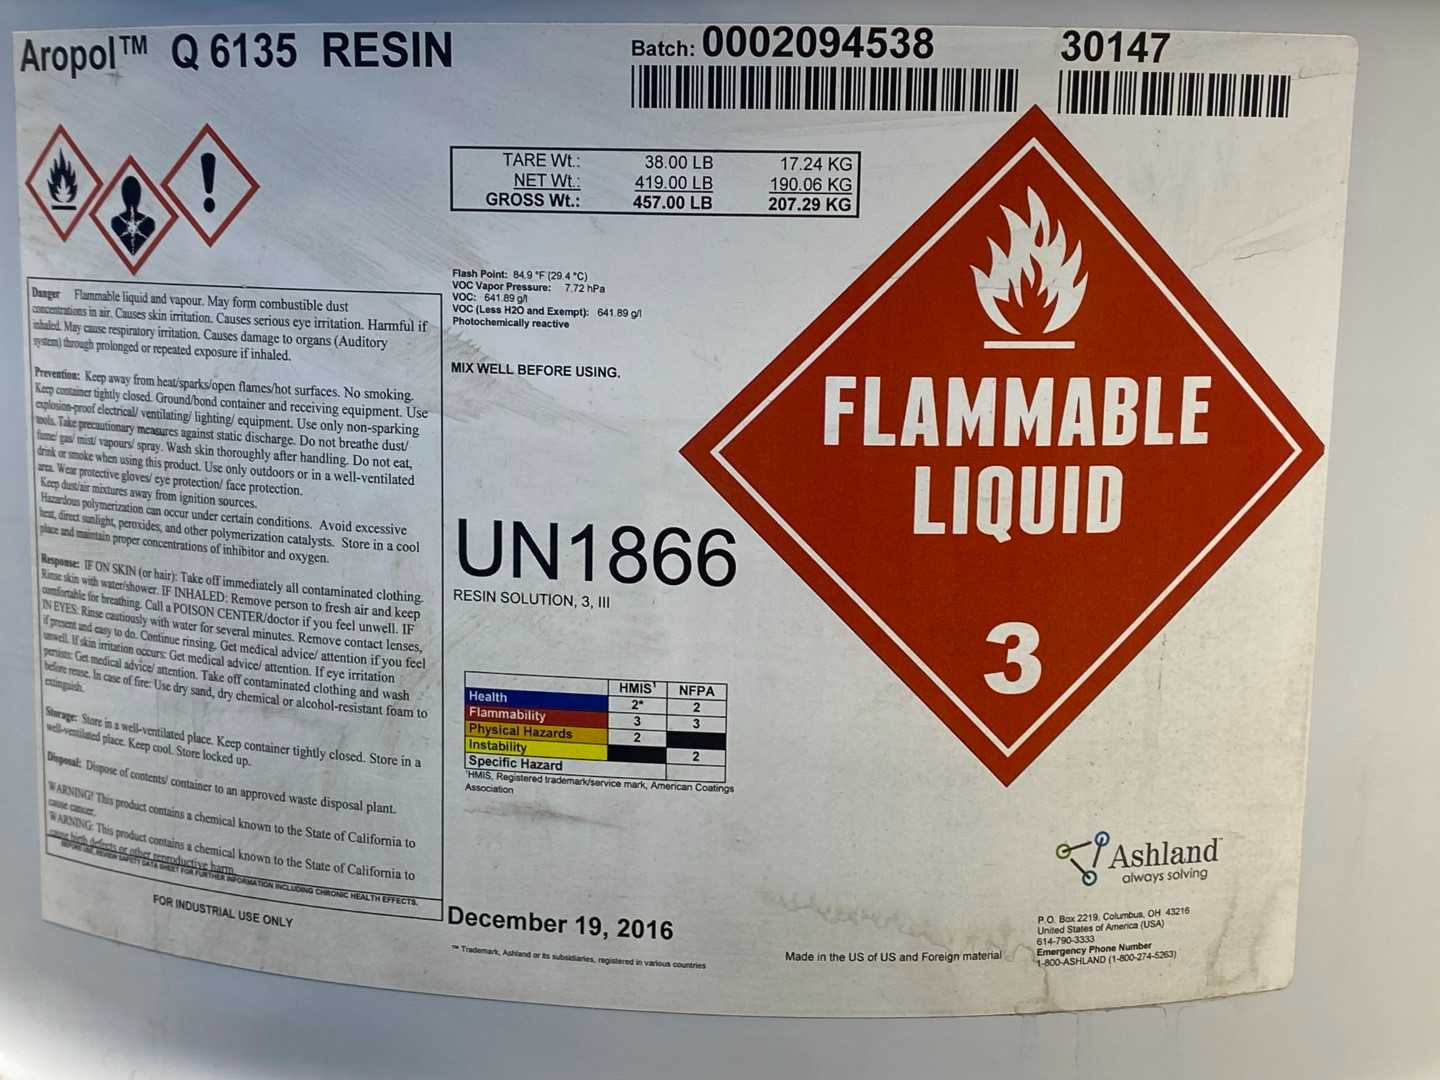 Aropol™ Q 6135 RESIN
Batch: 0002094538
30147
TARE Wt.: 38.00 LB 17.24 KG
NET Wt.: 419.00 LB 190.06 KG
GROSS Wt.: 457.00 LB 207.29 KG
Flash Point: 84.9 °F (29.4 °C)
VOC Vapor Pressure: 7.72 hPa
VOC: 641.89 g/l
VOC (Less H2O and Exempt): 641.89 g/l
Photochemically reactive
MIX WELL BEFORE USING.
Danger Flammable liquid and vapour. May form combustible dust
concentrations in air. Causes skin irritation. Causes serious eye irritation. Harmful if
inhaled. May cause respiratory irritation. Causes damage to organs (Auditory
system) through prolonged or repeated exposure if inhaled.
Prevention: Keep away from heat/sparks/open flames/hot surfaces. No smoking.
Keep container tightly closed. Ground/bond container and receiving equipment. Use
explosion-proof electrical/ ventilating/ lighting/ equipment. Use only non-sparking
tools. Take precautionary measures against static discharge. Do not breathe dust/
fume/ gas/ mist/ vapours/ spray. Wash skin thoroughly after handling. Do not eat,
drink or smoke when using this product. Use only outdoors or in a well-ventilated
area. Wear protective gloves/ eye protection/ face protection.
Keep dust/air mixtures away from ignition sources.
Hazardous polymerization can occur under certain conditions. Avoid excessive
heat, direct sunlight, peroxides, and other polymerization catalysts. Store in a cool
place and maintain proper concentrations of inhibitor and oxygen.
Response: IF ON SKIN (or hair): Take off immediately all contaminated clothing.
Rinse skin with water/shower. IF INHALED: Remove person to fresh air and keep
comfortable for breathing. Call a POISON CENTER/doctor if you feel unwell. IF
IN EYES: Rinse cautiously with water for several minutes. Remove contact lenses,
if present and easy to do. Continue rinsing. Get medical advice/ attention if you feel
unwell. If skin irritation occurs: Get medical advice/ attention. If eye irritation
persists: Get medical advice/ attention. Take off contaminated clothing and wash
before reuse. In case of fire: Use dry sand, dry chemical or alcohol-resistant foam to
extinguish.
Storage: Store in a well-ventilated place. Keep container tightly closed. Store in a
well-ventilated place. Keep cool. Store locked up.
Disposal: Dispose of contents/ container to an approved waste disposal plant.
WARNING! This product contains a chemical known to the State of California to
cause cancer.
WARNING: This product contains a chemical known to the State of California to
cause birth defects or other reproductive harm.
BEFORE USE, REVIEW SAFETY DATA SHEET FOR FURTHER INFORMATION INCLUDING CHRONIC HEALTH EFFECTS.
FOR INDUSTRIAL USE ONLY
UN1866
RESIN SOLUTION, 3, III
HMIS¹ NFPA
Health 2* 2
Flammability 3 3
Physical Hazards 2
Instability 2
Specific Hazard
¹HMIS, Registered trademark/service mark, American Coatings
Association
December 19, 2016
™ Trademark, Ashland or its subsidiaries, registered in various countries
FLAMMABLE
LIQUID
3
Ashland™
always solving
Made in the US of US and Foreign material
P.O. Box 2219, Columbus, OH 43216
United States of America (USA)
614-790-3333
Emergency Phone Number
1-800-ASHLAND (1-800-274-5263)